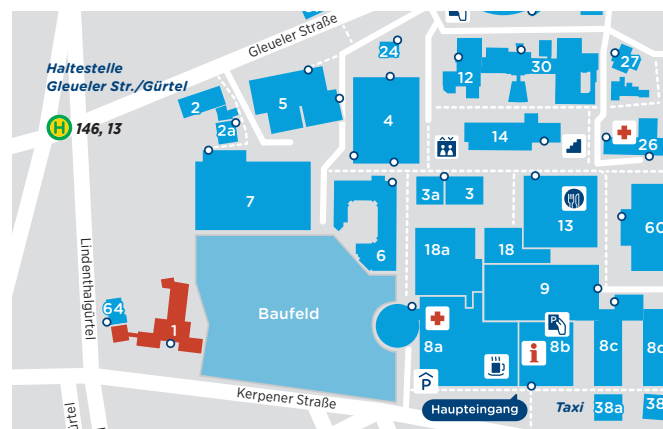 Gleueler Straße
24
Haltestelle
Gleueler Str./Gürtel
H 146, 13
2
2a
5
4
12
30
27
14
26
7
6
3a
3
13
60
18a
18
9
Lindenthalgürtel
64
1
Baufeld
8a
i
8b
8c
8d
P
P
Haupteingang
Taxi
38a
38
Kerpener Straße
gürtel